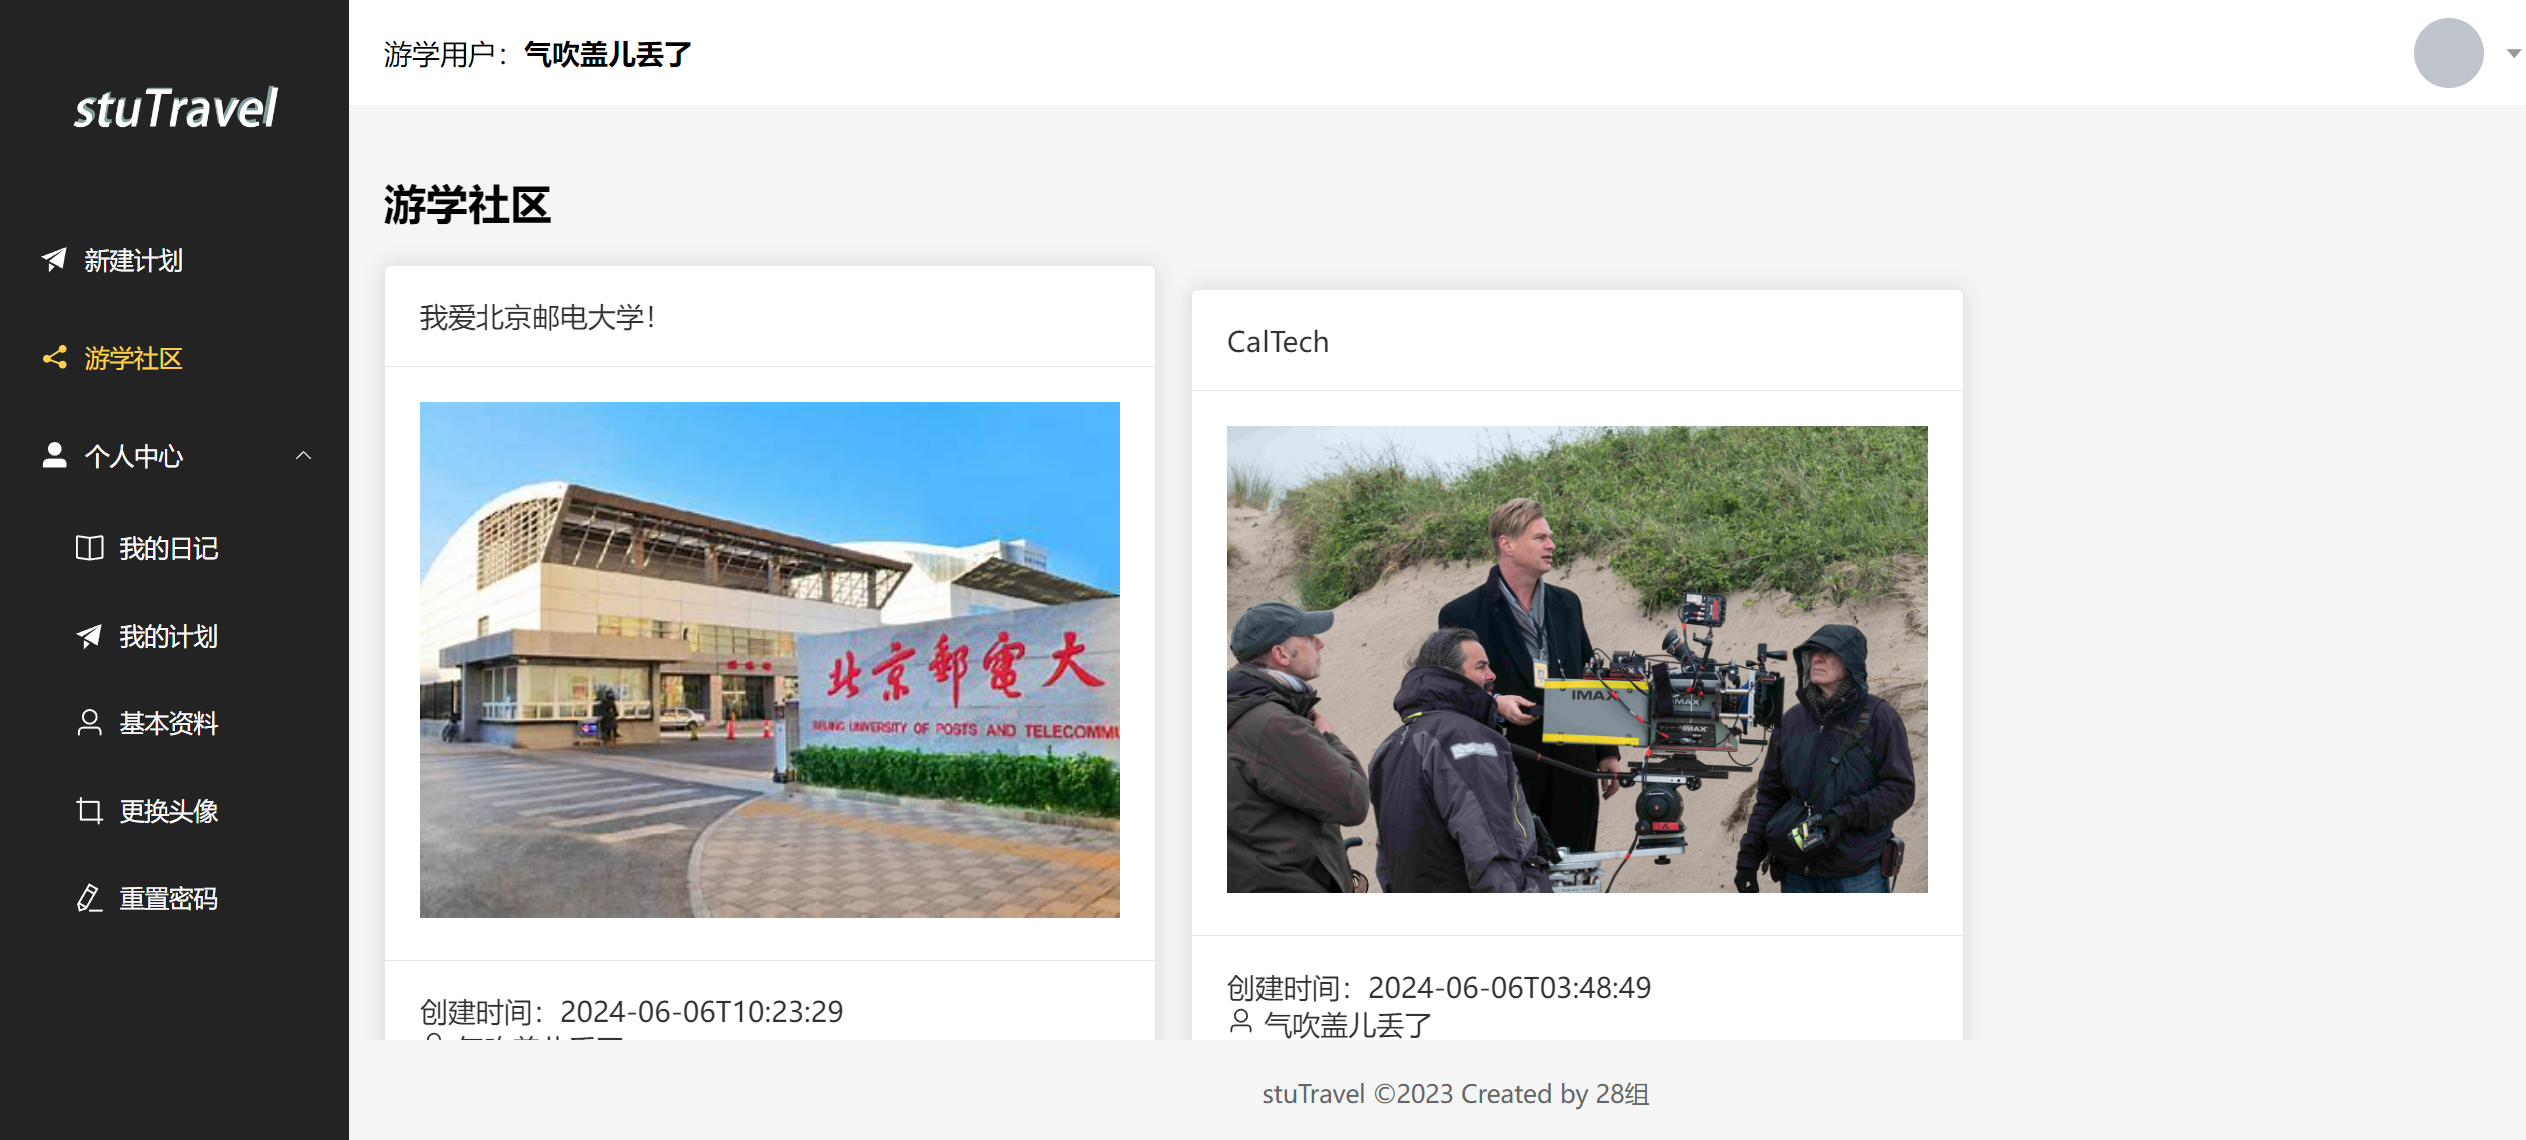 stuTravel
新建计划
游学社区
个人中心
我的日记
我的计划
基本资料
更换头像
重置密码
游学用户：气吹盖儿丢了
游学社区
我爱北京邮电大学！
北京郵電大
BEIJING UNIVERSITY OF POSTS AND TELECOMMU
创建时间：2024-06-06T10:23:29
CalTech
IMAX
IMAX
IMAX
创建时间：2024-06-06T03:48:49
气吹盖儿丢了
stuTravel ©2023 Created by 28组